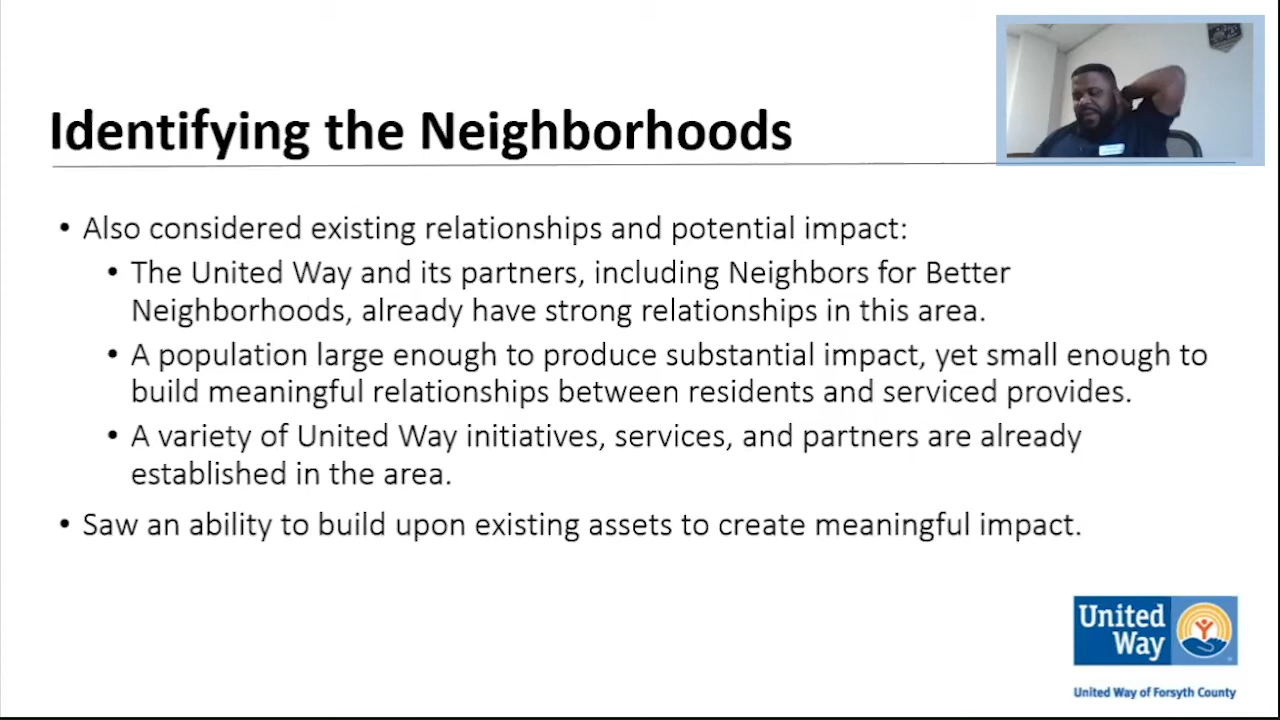 Identifying the Neighborhoods
• Also considered existing relationships and potential impact:
• The United Way and its partners, including Neighbors for Better
Neighborhoods, already have strong relationships in this area.
• A population large enough to produce substantial impact, yet small enough to
build meaningful relationships between residents and serviced provides.
• A variety of United Way initiatives, services, and partners are already
established in the area.
• Saw an ability to build upon existing assets to create meaningful impact.
United
Way
United Way of Forsyth County